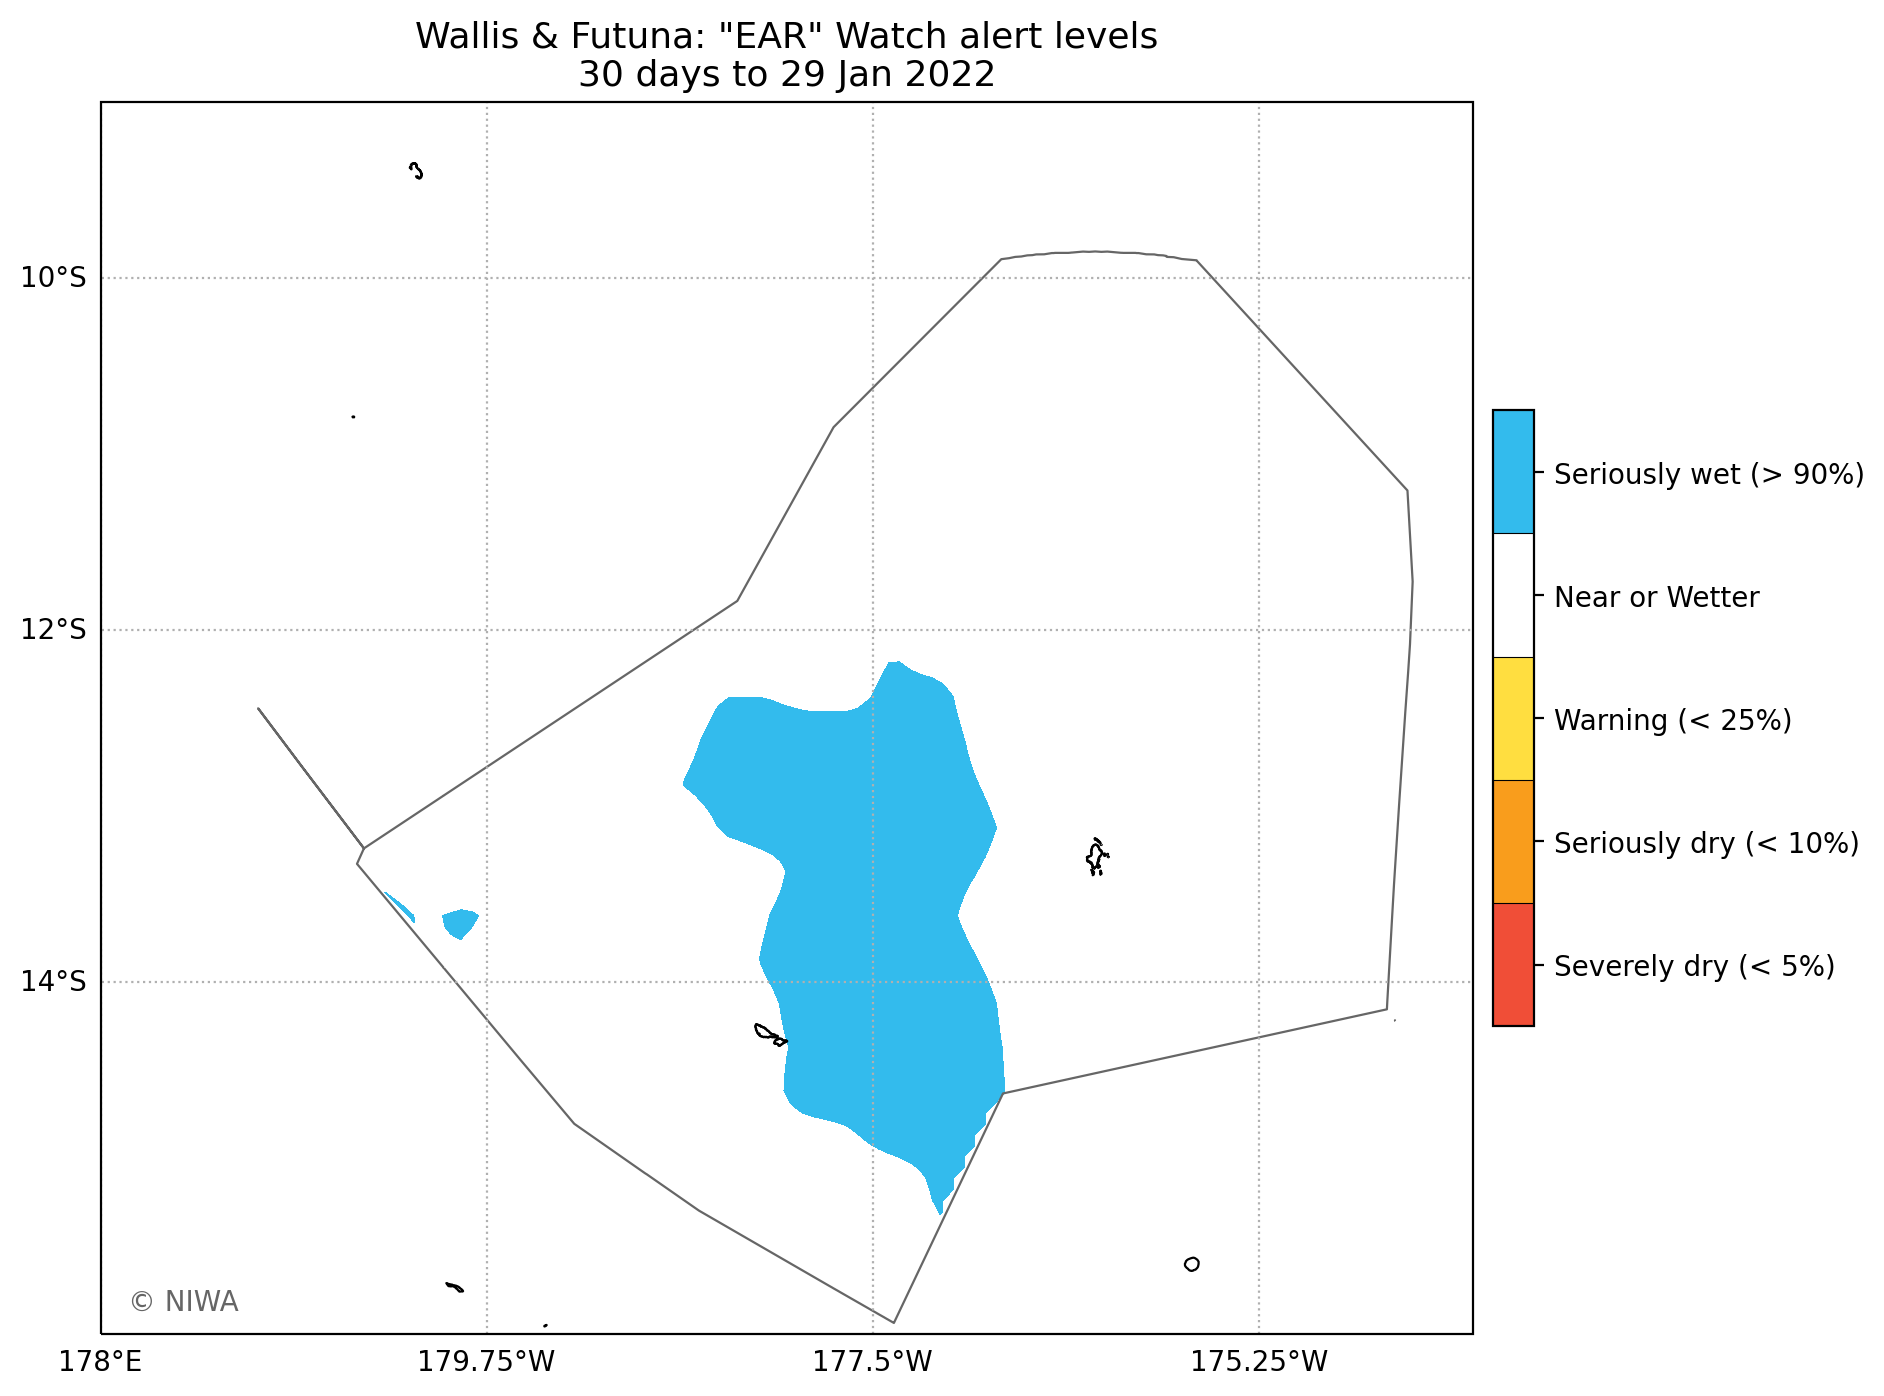 Wallis & Futuna: "EAR" Watch alert levels
30 days to 29 Jan 2022
10°S
12°S
14°S
178°E
179.75°W
177.5°W
175.25°W
© NIWA
Seriously wet (> 90%)
Near or Wetter
Warning (< 25%)
Seriously dry (< 10%)
Severely dry (< 5%)